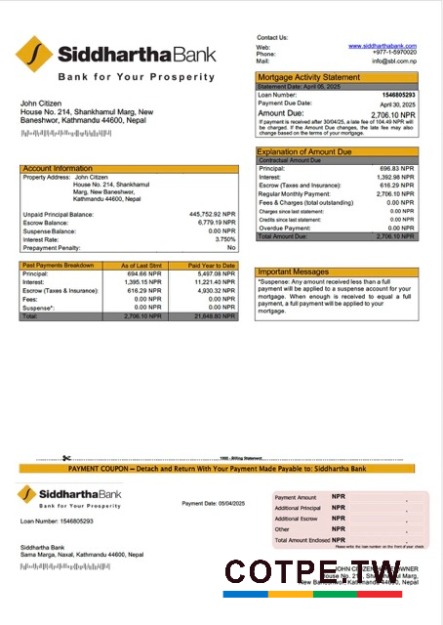 SiddharthaBank
Bank for Your Prosperity
Contact Us:
Web: www.siddharthabank.com
Phone: +977-1-5970020
Mail: info@sbl.com.np
John Citizen
House No. 214, Shankhamul Marg, New
Baneshwor, Kathmandu 44600, Nepal
Mortgage Activity Statement
Statement Date: April 05, 2025
Loan Number: 1546805293
Payment Due Date: April 30, 2025
Amount Due: 2,706.10 NPR
If payment is received after 30/04/25, a late fee of 104.49 NPR will
be charged. If the Amount Due changes, the late fee may also
change based on the terms of your mortgage.
Explanation of Amount Due
Contractual Amount Due
Principal: 696.83 NPR
Interest: 1,392.98 NPR
Escrow (Taxes and Insurance): 616.29 NPR
Regular Monthly Payment: 2,706.10 NPR
Fees & Charges (total outstanding) 0.00 NPR
Charges since last statement: 0.00 NPR
Credits since last statement: 0.00 NPR
Overdue Payment: 0.00 NPR
Total Amount Due: 2,706.10 NPR
Account Information
Property Address: John Citizen
House No. 214, Shankhamul
Marg, New Baneshwor,
Kathmandu 44600, Nepal
Unpaid Principal Balance: 445,752.92 NPR
Escrow Balance: 6,779.19 NPR
Suspense Balance: 0.00 NPR
Interest Rate: 3.750%
Prepayment Penalty: No
Past Payments Breakdown As of Last Stmt Paid Year to Date
Principal: 694.66 NPR 5,497.08 NPR
Interest: 1,395.15 NPR 11,221.40 NPR
Escrow (Taxes & Insurance): 616.29 NPR 4,930.32 NPR
Fees: 0.00 NPR 0.00 NPR
Suspense*: 0.00 NPR 0.00 NPR
Total: 2,706.10 NPR 21,648.80 NPR
Important Messages
*Suspense: Any amount received less than a full
payment will be applied to a suspense account for your
mortgage. When enough is received to equal a full
payment, a full payment will be applied to your
mortgage.
Billing Statement
PAYMENT COUPON – Detach and Return With Your Payment Made Payable to: Siddhartha Bank
SiddharthaBank
Bank for Your Prosperity
Payment Date: 05/04/2025
Loan Number: 1546805293
Payment Amount NPR
Additional Principal NPR
Additional Escrow NPR
Other NPR
Total Amount Enclosed NPR
Please write the loan number on the front of your check
Siddhartha Bank
Sama Marga, Naxal, Kathmandu 44600, Nepal
JOHN CITIZEN
House No. 214, Shankhamul Marg,
New Baneshwor, Kathmandu 44600, Nepal
COTPE.TW